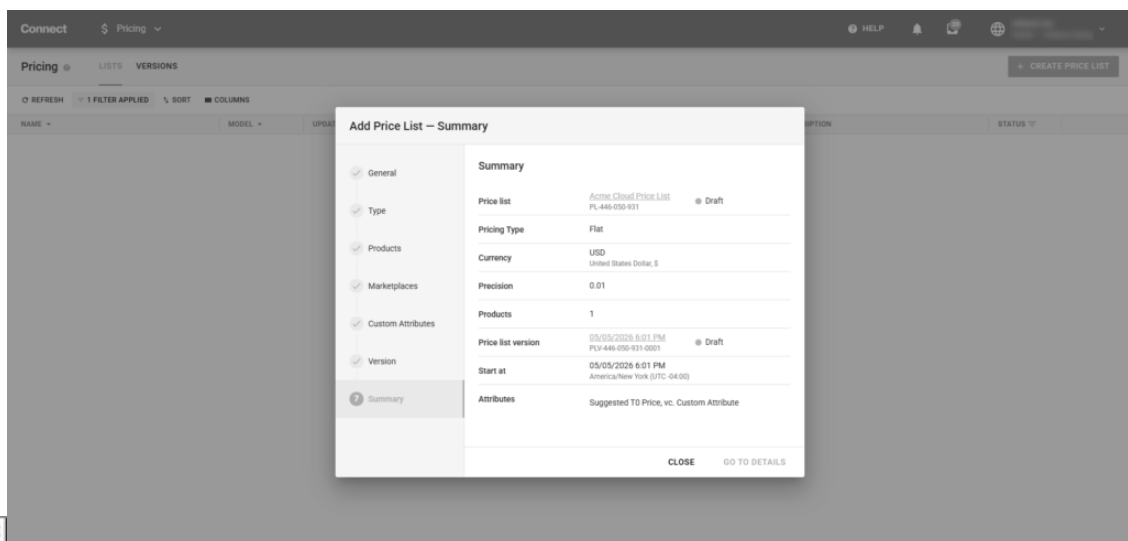 Connect $ Pricing HELP
Pricing LISTS VERSIONS + CREATE PRICE LIST
REFRESH 1 FILTER APPLIED SORT COLUMNS
NAME MODEL UPDAT IPTION STATUS
Add Price List — Summary
General
Type
Products
Marketplaces
Custom Attributes
Version
7 Summary
Summary
Price list Acme Cloud Price List Draft
PL-446-050-931
Pricing Type Flat
Currency USD
United States Dollar, $
Precision 0.01
Products 1
Price list version 05/05/2026 6:01 PM Draft
PLV-446-050-931-0001
Start at 05/05/2026 6:01 PM
America/New York (UTC -04:00)
Attributes Suggested T0 Price, vc. Custom Attribute
CLOSE GO TO DETAILS